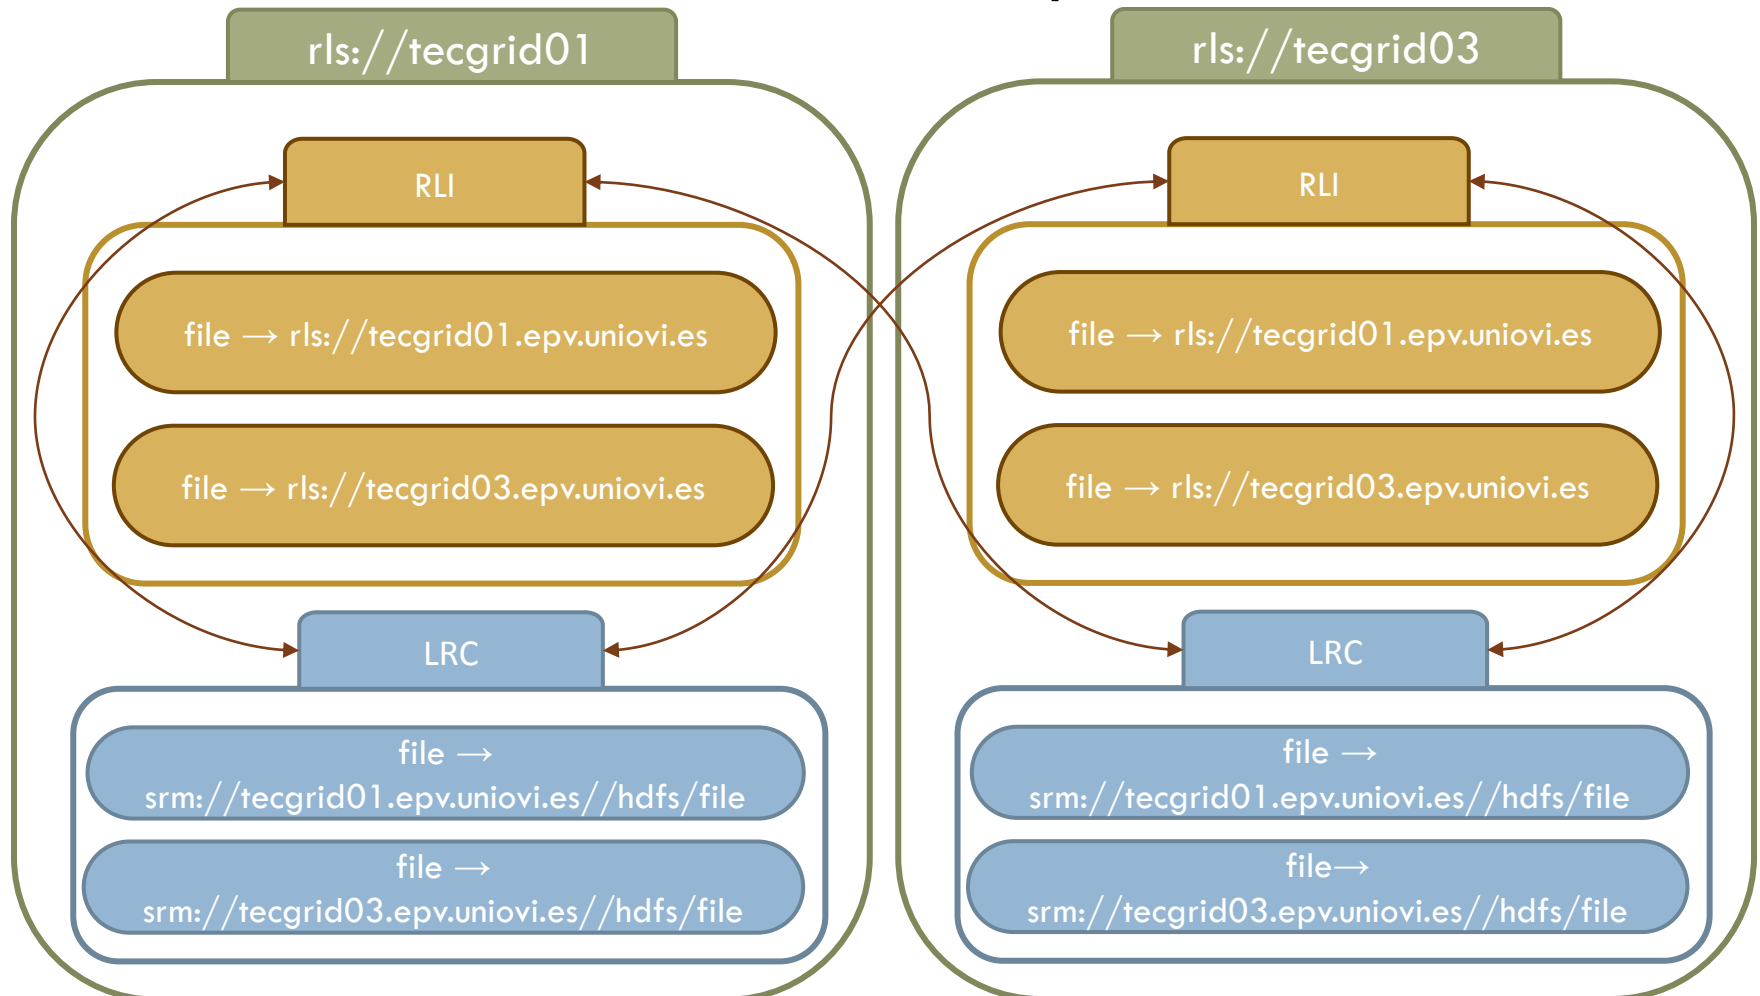 rls://tecgrid01
RLI
file → rls://tecgrid01.epv.uniovi.es
file → rls://tecgrid03.epv.uniovi.es
LRC
file →
srm://tecgrid01.epv.uniovi.es//hdfs/file
file →
srm://tecgrid03.epv.uniovi.es//hdfs/file
rls://tecgrid03
RLI
file → rls://tecgrid01.epv.uniovi.es
file → rls://tecgrid03.epv.uniovi.es
LRC
file →
srm://tecgrid01.epv.uniovi.es//hdfs/file
file→
srm://tecgrid03.epv.uniovi.es//hdfs/file